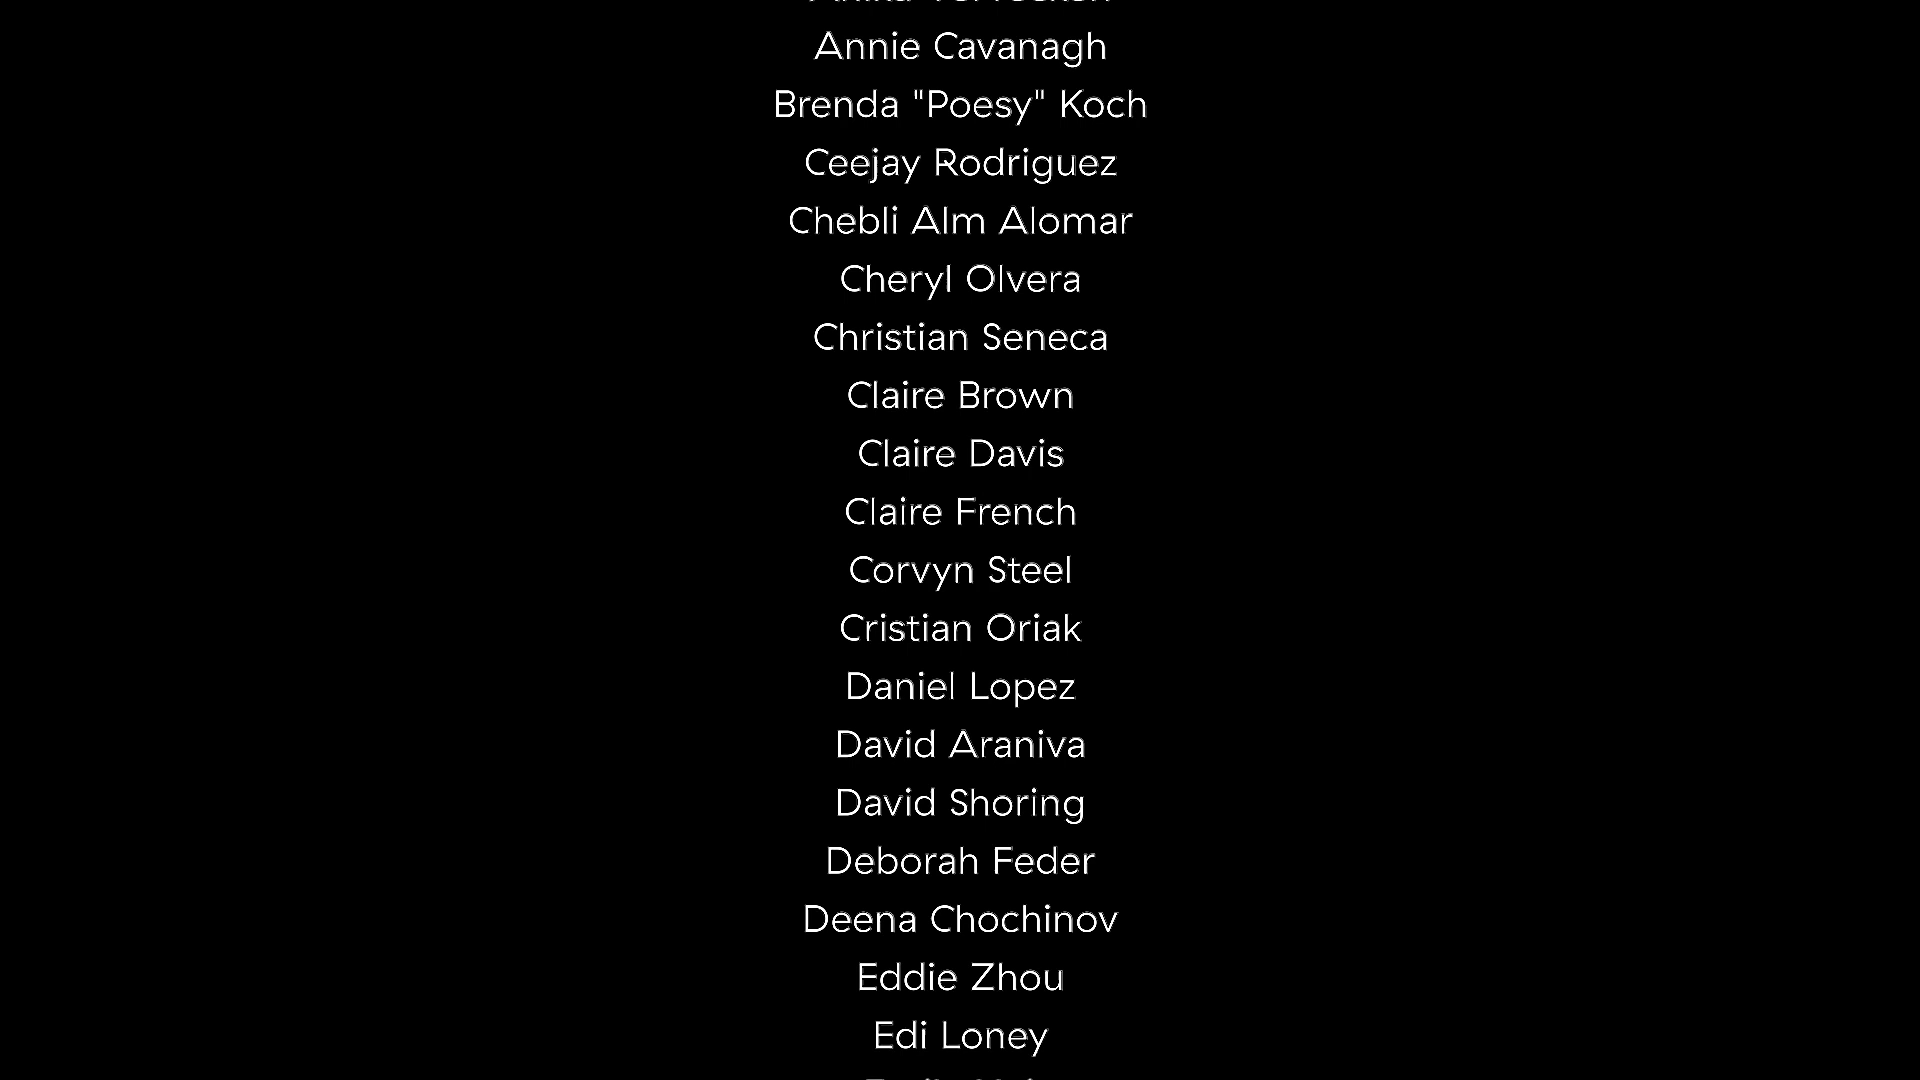 Annie Cavanagh
Brenda "Poesy" Koch
Ceejay Rodriguez
Chebli Alm Alomar
Cheryl Olvera
Christian Seneca
Claire Brown
Claire Davis
Claire French
Corvyn Steel
Cristian Oriak
Daniel Lopez
David Araniva
David Shoring
Deborah Feder
Deena Chochinov
Eddie Zhou
Edi Loney